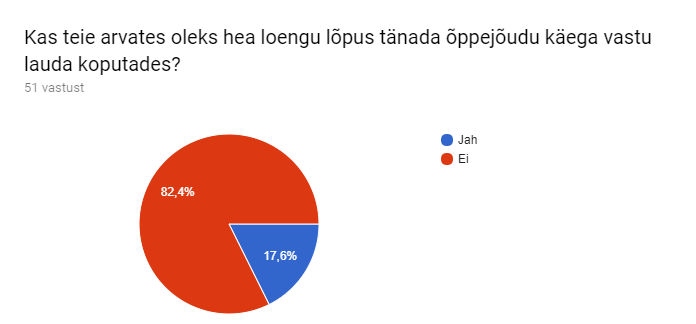 Kas teie arvates oleks hea loengu lõpus tänada õppejõudu käega vastu
lauda koputades?
51 vastust
Jah
Ei
82,4%
17,6%